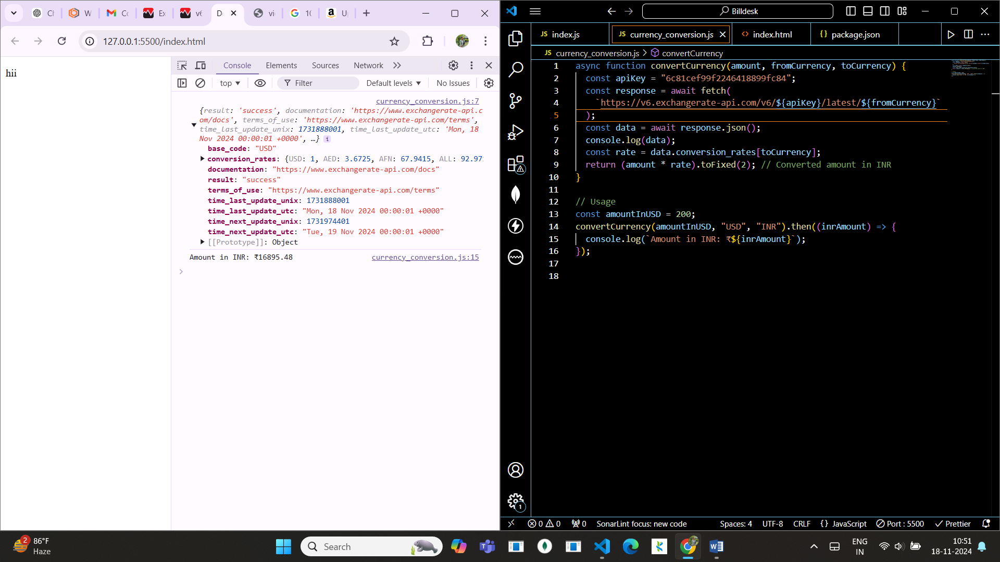 Ch
W
Co
Ex
v6
D
vi
10
U
127.0.0.1:5500/index.html
hii
Console
Elements
Sources
Network
top
Filter
Default levels
No Issues
currency_conversion.js:7
{result: 'success', documentation: 'https://www.exchangerate-api.c
om/docs', terms_of_use: 'https://www.exchangerate-api.com/terms',
time_last_update_unix: 1731888001, time_last_update_utc: 'Mon, 18
Nov 2024 00:00:01 +0000', …} i
base_code: "USD"
conversion_rates: {USD: 1, AED: 3.6725, AFN: 67.9415, ALL: 92.97
documentation: "https://www.exchangerate-api.com/docs"
result: "success"
terms_of_use: "https://www.exchangerate-api.com/terms"
time_last_update_unix: 1731888001
time_last_update_utc: "Mon, 18 Nov 2024 00:00:01 +0000"
time_next_update_unix: 1731974401
time_next_update_utc: "Tue, 19 Nov 2024 00:00:01 +0000"
[[Prototype]]: Object
Amount in INR: ₹16895.48 currency_conversion.js:15
Billdesk
JS index.js
JS currency_conversion.js
<> index.html
{} package.json
JS currency_conversion.js > convertCurrency
1 async function convertCurrency(amount, fromCurrency, toCurrency) {
2 const apiKey = "6c81cef99f2246418899fc84";
3 const response = await fetch(
4 `https://v6.exchangerate-api.com/v6/${apiKey}/latest/${fromCurrency}`
5 );
6 const data = await response.json();
7 console.log(data);
8 const rate = data.conversion_rates[toCurrency];
9 return (amount * rate).toFixed(2); // Converted amount in INR
10 }
11
12 // Usage
13 const amountInUSD = 200;
14 convertCurrency(amountInUSD, "USD", "INR").then((inrAmount) => {
15 console.log(`Amount in INR: ₹${inrAmount}`);
16 });
17
18
1
0 0 0 SonarLint focus: new code Spaces: 4 UTF-8 CRLF {} JavaScript Port : 5500 Prettier
2
86°F
Haze
Search
ENG
IN
10:51
18-11-2024